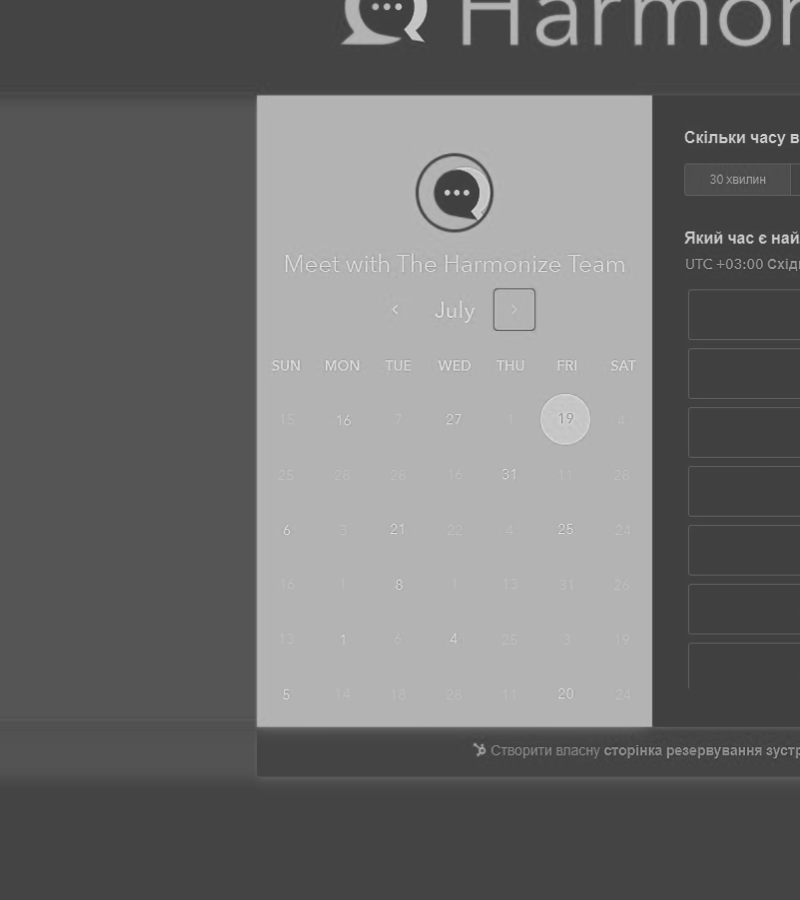 Harmon
Meet with The Harmonize Team
July
SUN MON TUE WED THU FRI SAT
15 16 7 27 1 19 4
25 28 28 16 31 11 28
6 3 21 22 4 25 24
16 1 8 1 13 31 26
13 1 6 4 25 3 19
5 14 18 28 11 20 24
Скільки часу в
30 хвилин
Який час є най
UTC +03:00 Східн
Створити власну сторінка резервування зустр